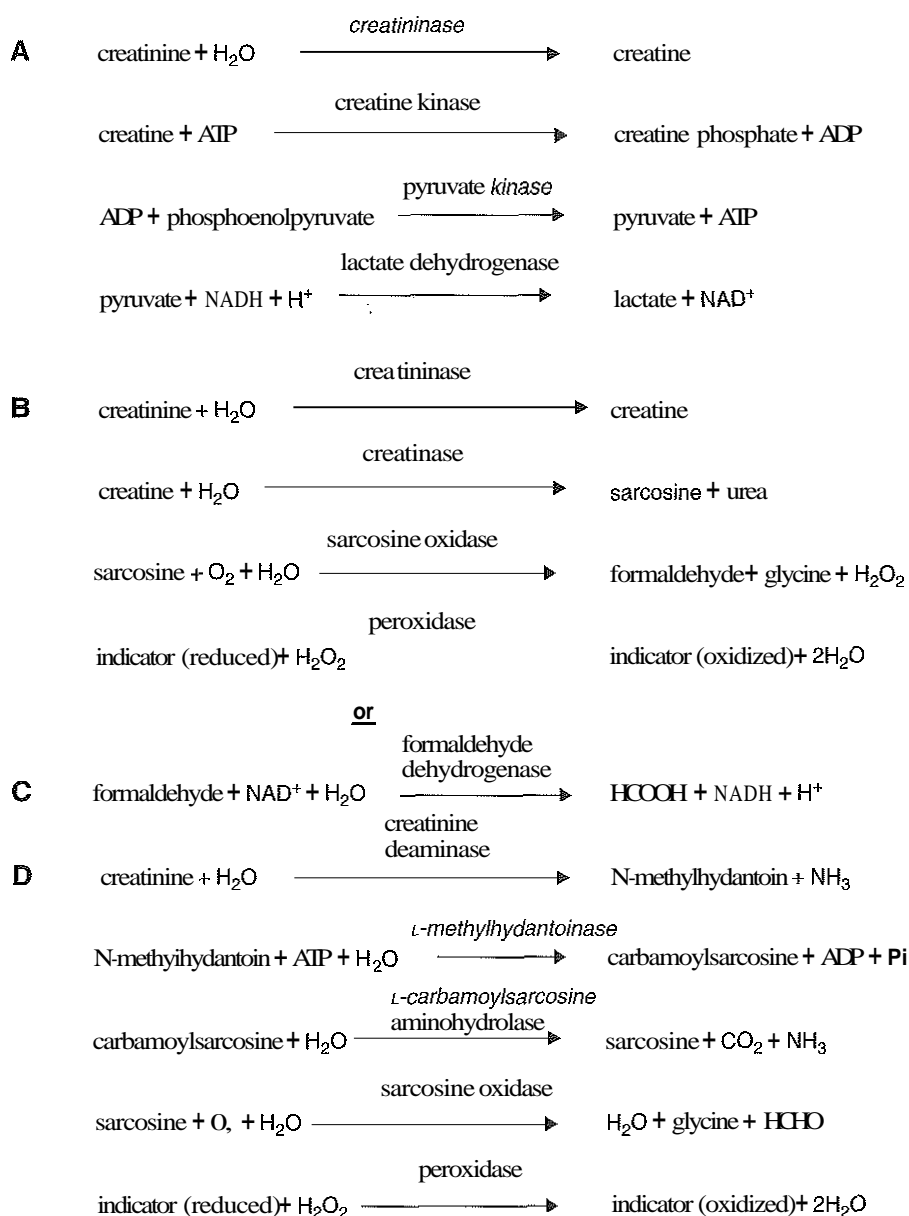 creatininase
A creatinine + H₂O creatine
creatine kinase
creatine + ATP creatine phosphate + ADP
pyruvate kinase
ADP + phosphoenolpyruvate pyruvate + ATP
lactate dehydrogenase
pyruvate + NADH + H⁺ lactate + NAD⁺
creatininase
B creatinine + H₂O creatine
creatinase
creatine + H₂O sarcosine + urea
sarcosine oxidase
sarcosine + O₂ + H₂O formaldehyde + glycine + H₂O₂
peroxidase
indicator (reduced) + H₂O₂ indicator (oxidized) + 2H₂O
or
formaldehyde
dehydrogenase
C formaldehyde + NAD⁺ + H₂O HCOOH + NADH + H⁺
creatinine
deaminase
D creatinine + H₂O N-methylhydantoin + NH₃
L-methylhydantoinase
N-methyihydantoin + ATP + H₂O carbamoylsarcosine + ADP + Pi
L-carbamoylsarcosine
aminohydrolase
carbamoylsarcosine + H₂O sarcosine + CO₂ + NH₃
sarcosine oxidase
sarcosine + O, + H₂O H₂O + glycine + HCHO
peroxidase
indicator (reduced) + H₂O₂ indicator (oxidized) + 2H₂O